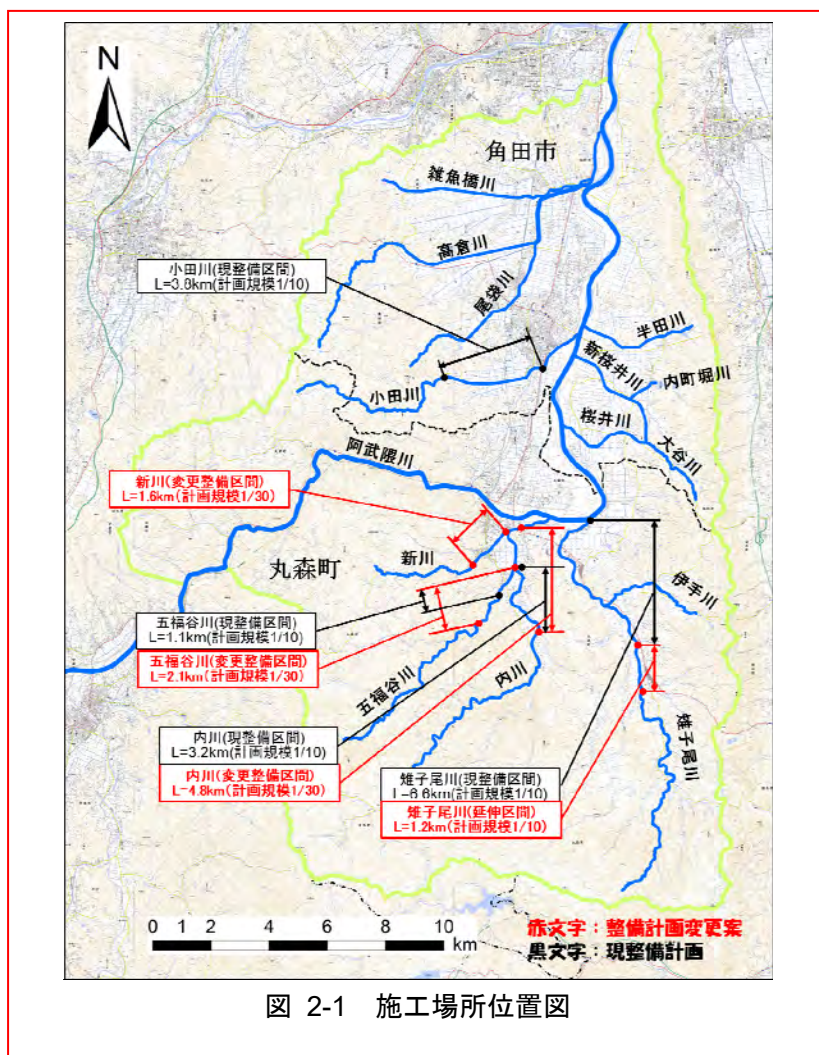 N
角田市
雑魚橋川
高倉川
小田川(現整備区間)
L=3.8km(計画規模1/10)
尾袋川
半田川
新桜井川
内町堀川
小田川
桜井川
大谷川
阿武隈川
新川(変更整備区間)
L=1.6km(計画規模1/30)
新川
丸森町
伊手川
五福谷川(現整備区間)
L=1.1km(計画規模1/10)
五福谷川(変更整備区間)
L=2.1km(計画規模1/30)
五福谷川
内川
雉子尾川
内川(現整備区間)
L=3.2km(計画規模1/10)
内川(変更整備区間)
L=4.8km(計画規模1/30)
雉子尾川(現整備区間)
L=6.6km(計画規模1/10)
雉子尾川(延伸区間)
L=1.2km(計画規模1/10)
0 1 2 4 6 8 10
km
赤文字：整備計画変更案
黒文字：現整備計画
図 2-1 施工場所位置図